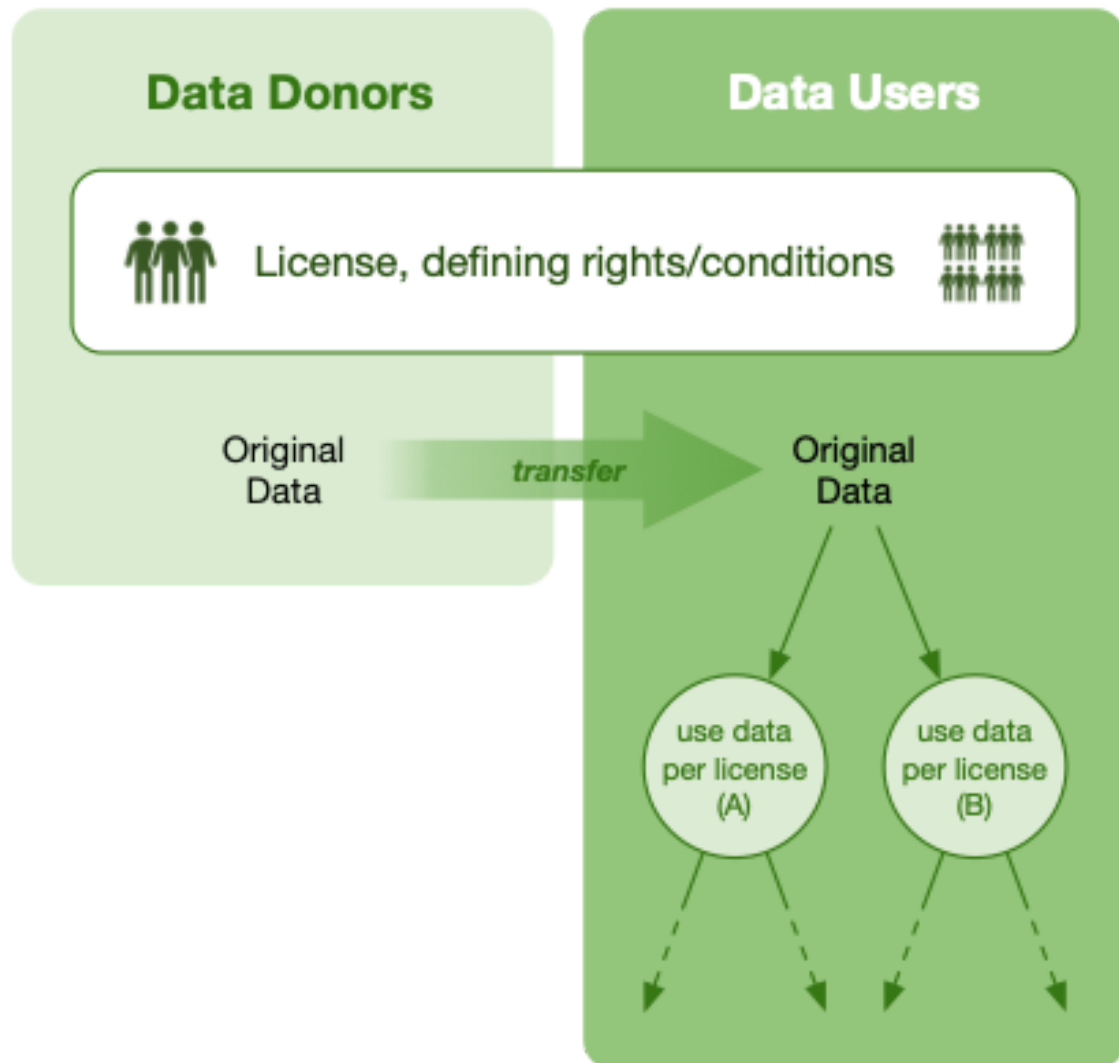 Data Donors
Data Users
License, defining rights/conditions
Original
Data
transfer
Original
Data
use data
per license
(A)
use data
per license
(B)